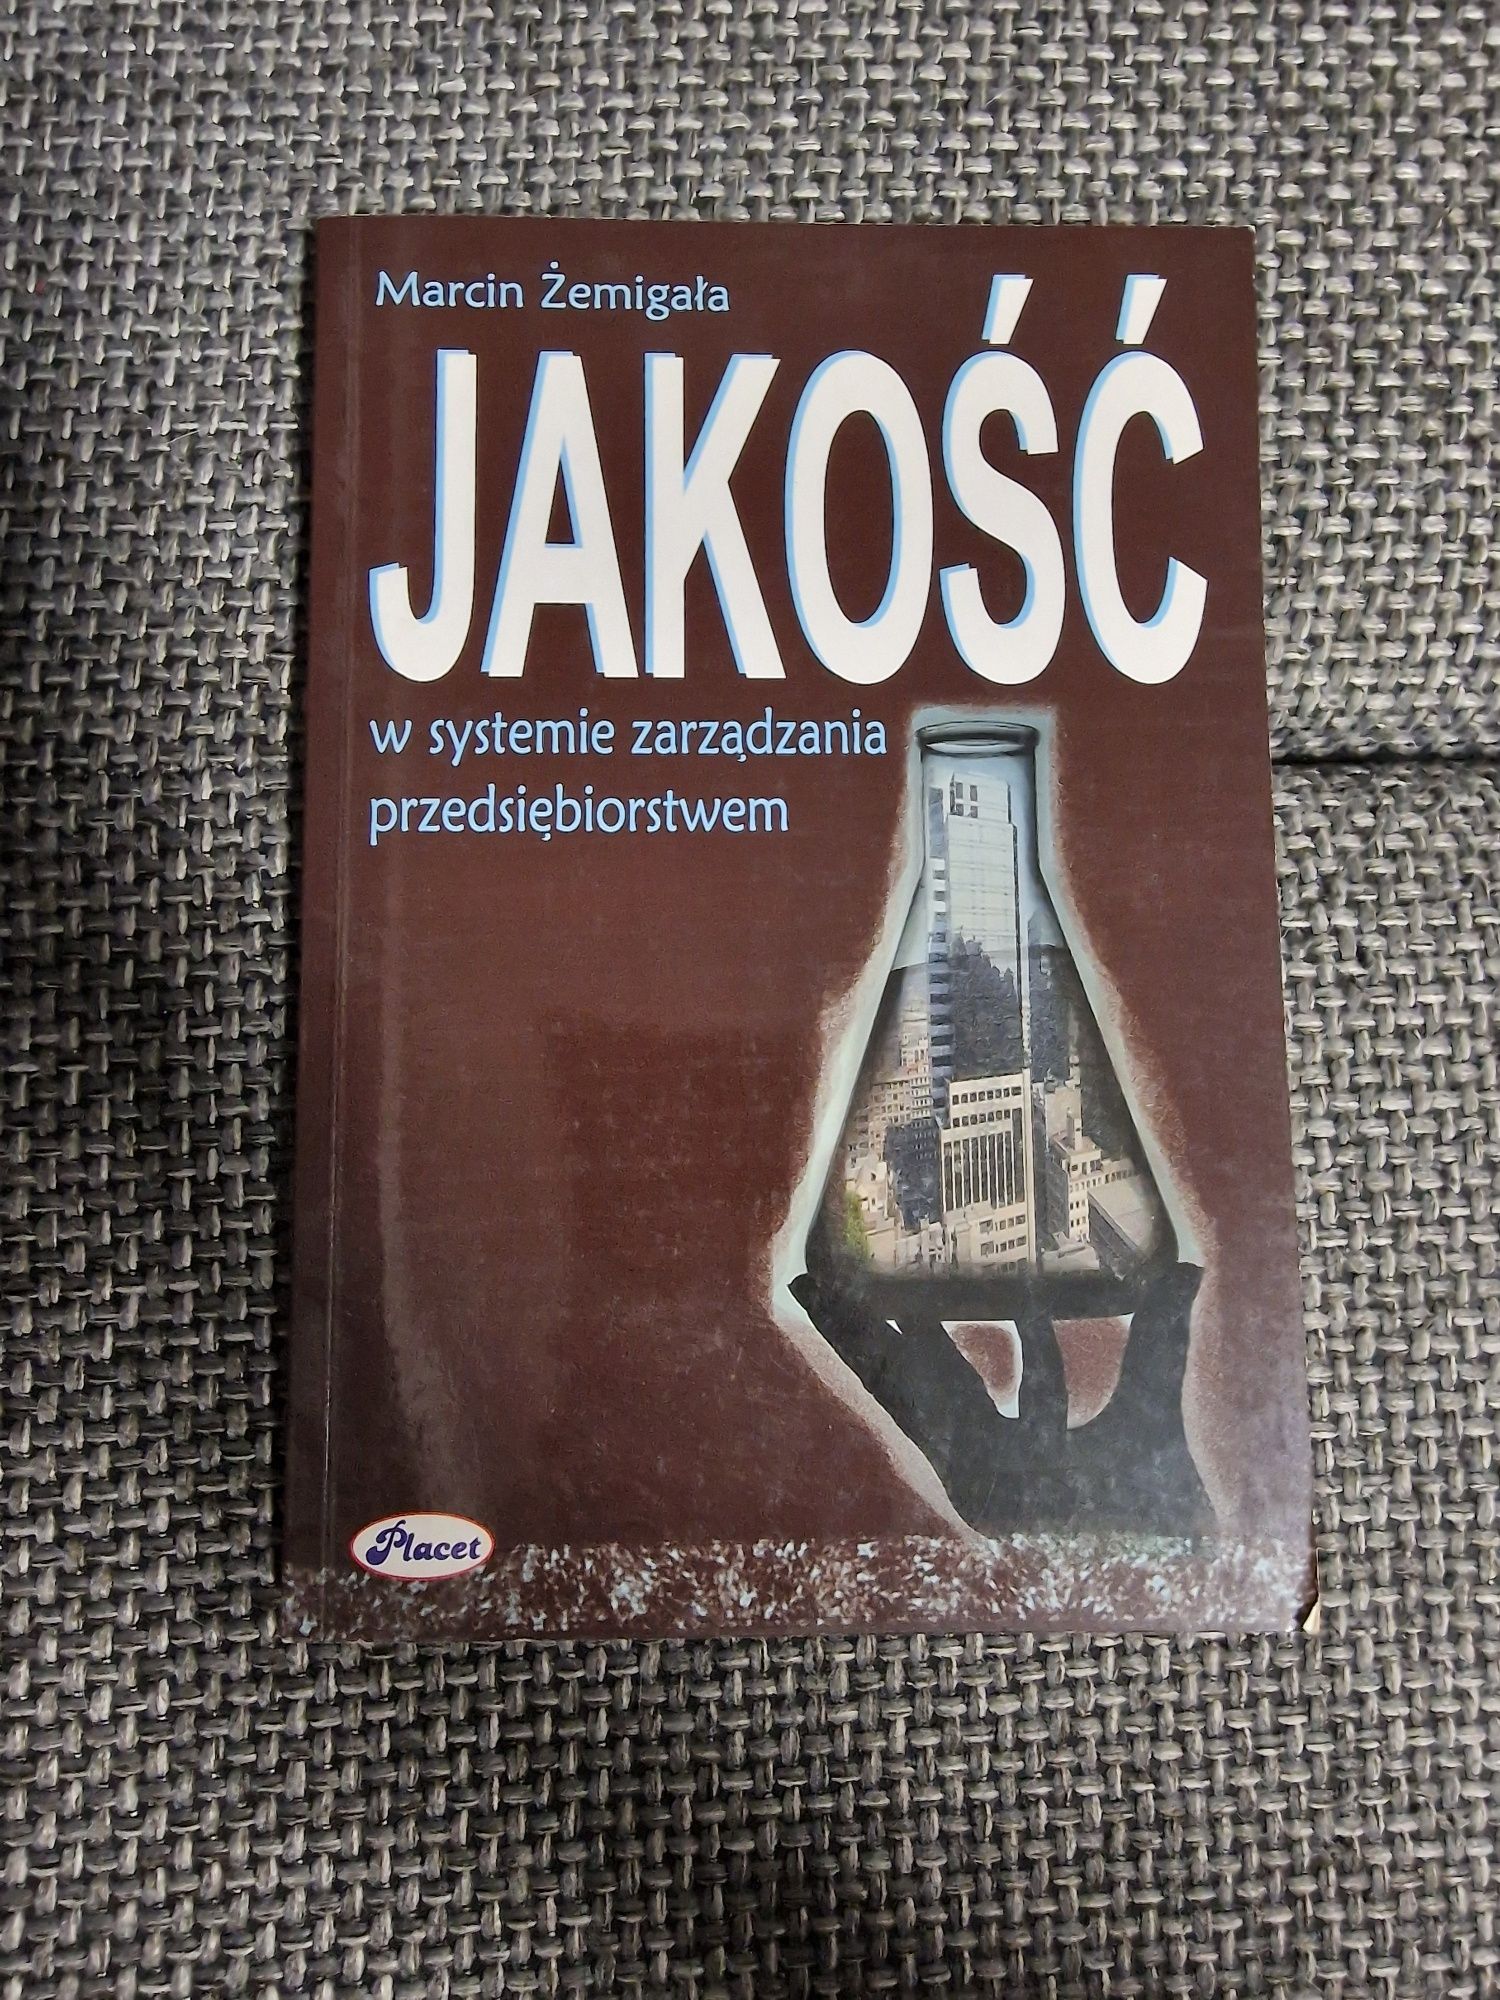 Marcin Żemigała
JAKOŚĆ
w systemie zarządzania
przedsiębiorstwem
Placet